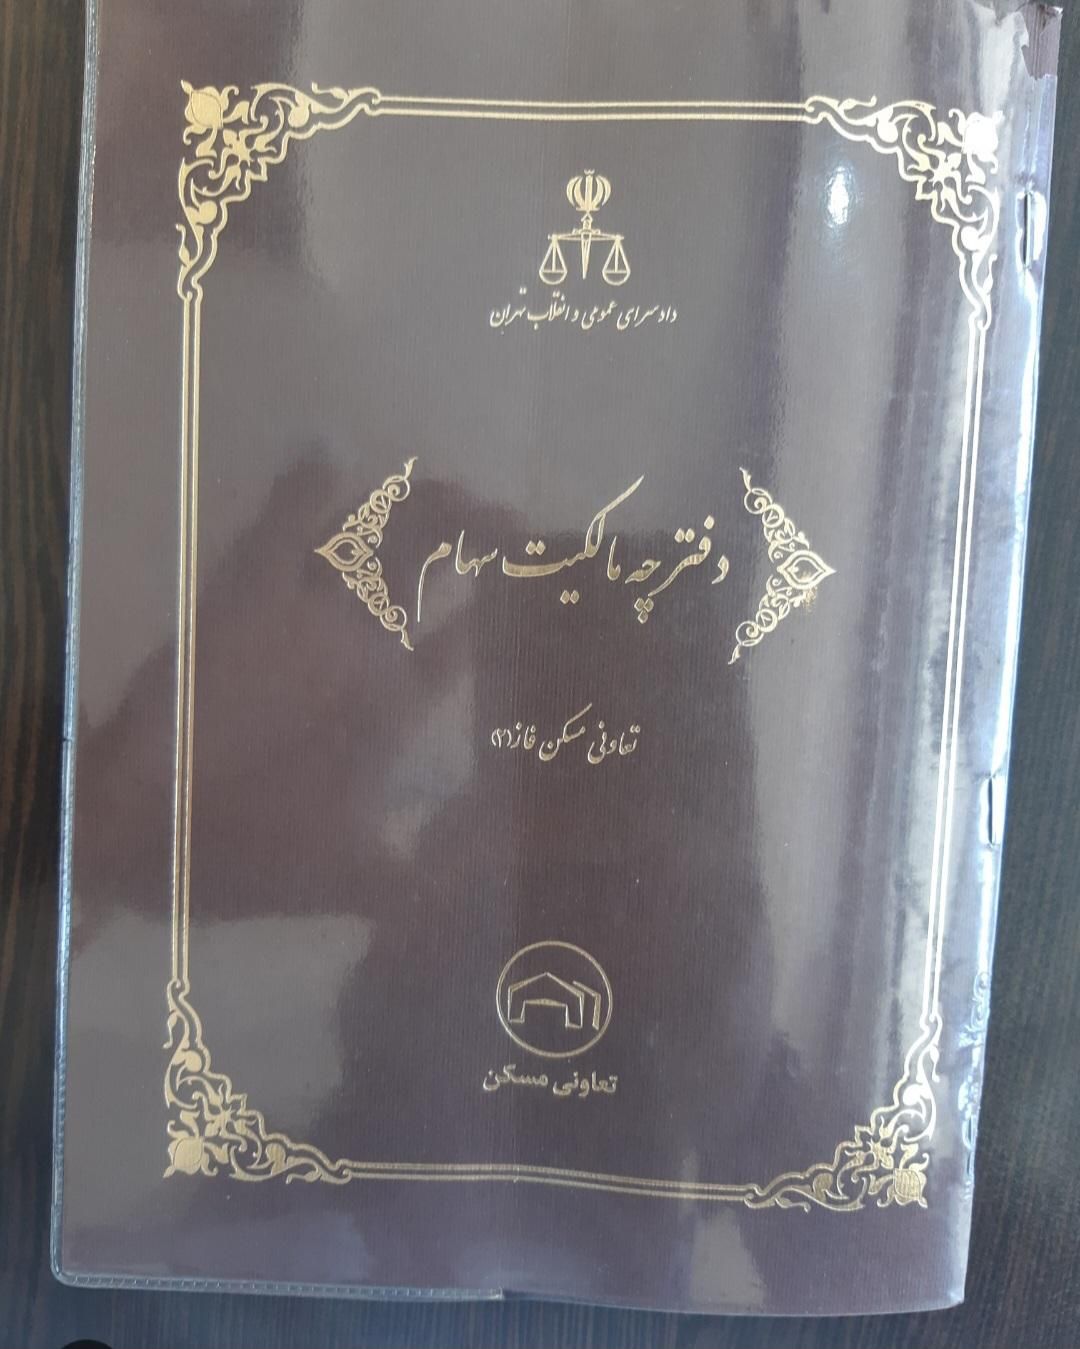 دادسرای عمومی و انقلاب تهران
دفترچه مالکیت سهام
تعاونی مسکن فاز(۲)
تعاونی مسکن